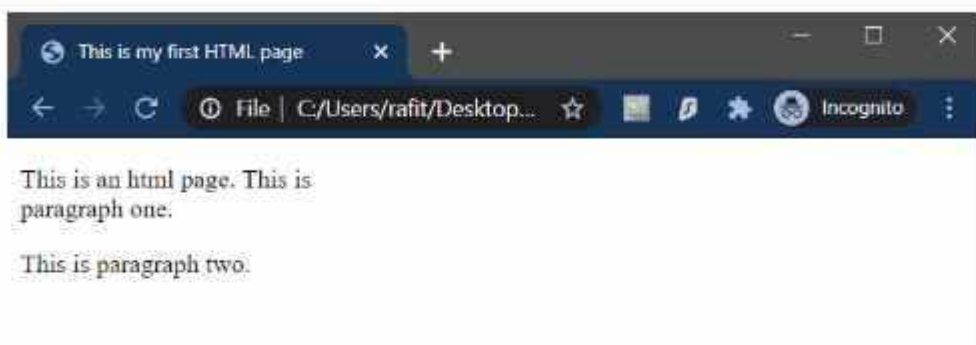 This is my first HTML page
File | C:/Users/rafit/Desktop...
Incognito
This is an html page. This is
paragraph one.
This is paragraph two.